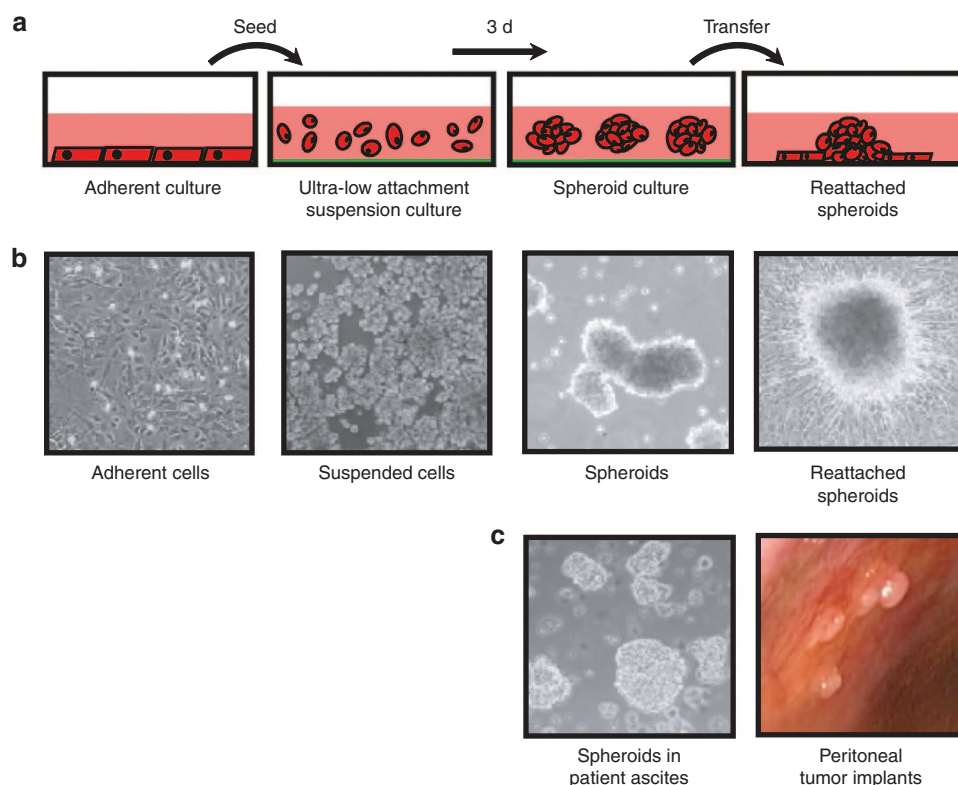 a
Seed
3 d
Transfer
Adherent culture
Ultra-low attachment
suspension culture
Spheroid culture
Reattached
spheroids
b
Adherent cells
Suspended cells
Spheroids
Reattached
spheroids
c
Spheroids in
patient ascites
Peritoneal
tumor implants